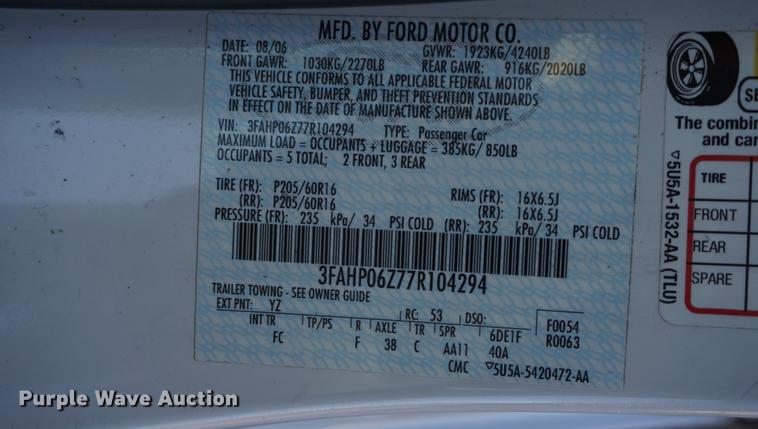 MFD. BY FORD MOTOR CO.
DATE: 08/06 GVWR: 1923KG/4240LB
FRONT GAWR: 1030KG/2270LB REAR GAWR: 916KG/2020LB
THIS VEHICLE CONFORMS TO ALL APPLICABLE FEDERAL MOTOR
VEHICLE SAFETY, BUMPER, AND THEFT PREVENTION STANDARDS
IN EFFECT ON THE DATE OF MANUFACTURE SHOWN ABOVE.
VIN: 3FAHP06Z77R104294 TYPE: Passenger Car
MAXIMUM LOAD = OCCUPANTS + LUGGAGE = 385KG/850LB
OCCUPANTS = 5 TOTAL; 2 FRONT, 3 REAR
TIRE (FR): P205/60R16 RIMS (FR): 16X6.5J
(RR): P205/60R16 (RR): 16X6.5J
PRESSURE (FR): 235 kPa/ 34 PSI COLD (RR): 235 kPa/ 34 PSI COLD
3FAHP06Z77R104294
TRAILER TOWING - SEE OWNER GUIDE
EXT PNT: YZ RC: 53 DSO: F0054
INT TR TP/PS R AXLE TR SPR 6DE1F R0063
FC F 38 C AA11 40A
CMC ▽5U5A-5420472-AA
The combin
and car
TIRE
FRONT
REAR
SPARE
▽5U5A-1532-AA (TLU)
Purple Wave Auction